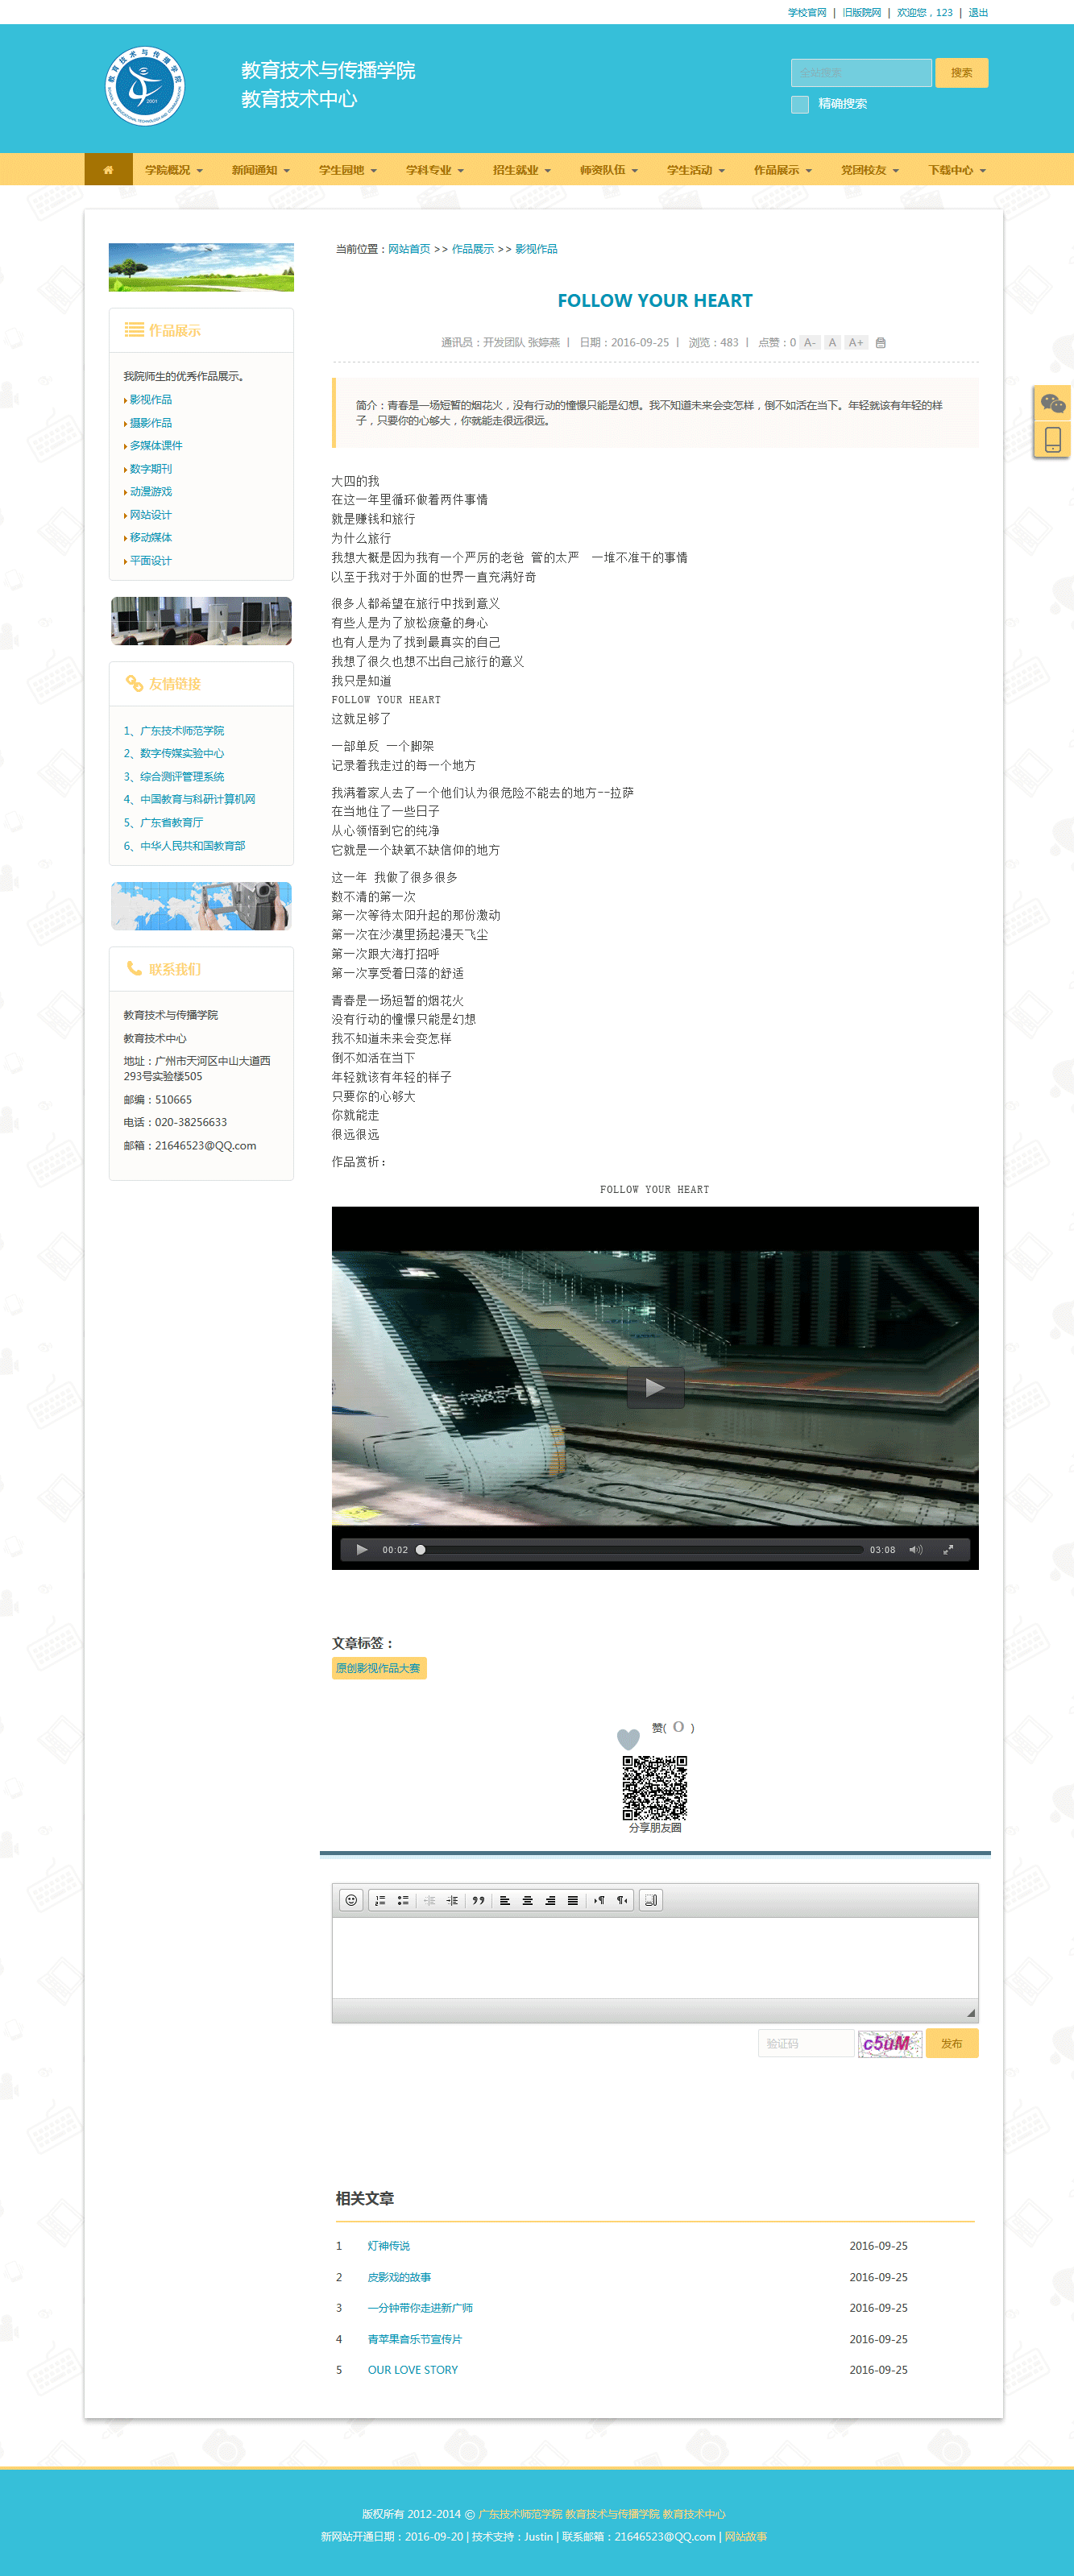 学校官网 | 旧版院网 | 欢迎您，123 | 退出
教育技术与传播学院
教育技术中心
全站搜索 搜索
精确搜索
学院概况 新闻通知 学生园地 学科专业 招生就业 师资队伍 学生活动 作品展示 党团校友 下载中心
当前位置：网站首页 >> 作品展示 >> 影视作品
作品展示
我院师生的优秀作品展示。
影视作品
摄影作品
多媒体课件
数字期刊
动漫游戏
网站设计
移动媒体
平面设计
友情链接
1、广东技术师范学院
2、数字传媒实验中心
3、综合测评管理系统
4、中国教育与科研计算机网
5、广东省教育厅
6、中华人民共和国教育部
联系我们
教育技术与传播学院
教育技术中心
地址：广州市天河区中山大道西
293号实验楼505
邮编：510665
电话：020-38256633
邮箱：21646523@QQ.com
FOLLOW YOUR HEART
通讯员：开发团队 张婷燕 | 日期：2016-09-25 | 浏览：483 | 点赞：0 A- A A+
简介：青春是一场短暂的烟花火，没有行动的憧憬只能是幻想。我不知道未来会变怎样，倒不如活在当下。年轻就该有年轻的样
子，只要你的心够大，你就能走很远很远。
大四的我
在这一年里循环做着两件事情
就是赚钱和旅行
为什么旅行
我想大概是因为我有一个严厉的老爸 管的太严 一堆不准干的事情
以至于我对于外面的世界一直充满好奇
很多人都希望在旅行中找到意义
有些人是为了放松疲惫的身心
也有人是为了找到最真实的自己
我想了很久也想不出自己旅行的意义
我只是知道
FOLLOW YOUR HEART
这就足够了
一部单反 一个脚架
记录着我走过的每一个地方
我满着家人去了一个他们认为很危险不能去的地方--拉萨
在当地住了一些日子
从心领悟到它的纯净
它就是一个缺氧不缺信仰的地方
这一年 我做了很多很多
数不清的第一次
第一次等待太阳升起的那份激动
第一次在沙漠里扬起漫天飞尘
第一次跟大海打招呼
第一次享受着日落的舒适
青春是一场短暂的烟花火
没有行动的憧憬只能是幻想
我不知道未来会变怎样
倒不如活在当下
年轻就该有年轻的样子
只要你的心够大
你就能走
很远很远
作品赏析：
FOLLOW YOUR HEART
00:02 03:08
文章标签：
原创影视作品大赛
赞( 0 )
分享朋友圈
验证码 c5uM 发布
相关文章
1 灯神传说 2016-09-25
2 皮影戏的故事 2016-09-25
3 一分钟带你走进新广师 2016-09-25
4 青苹果音乐节宣传片 2016-09-25
5 OUR LOVE STORY 2016-09-25
版权所有 2012-2014 © 广东技术师范学院 教育技术与传播学院 教育技术中心
新网站开通日期：2016-09-20 | 技术支持：Justin | 联系邮箱：21646523@QQ.com | 网站故事